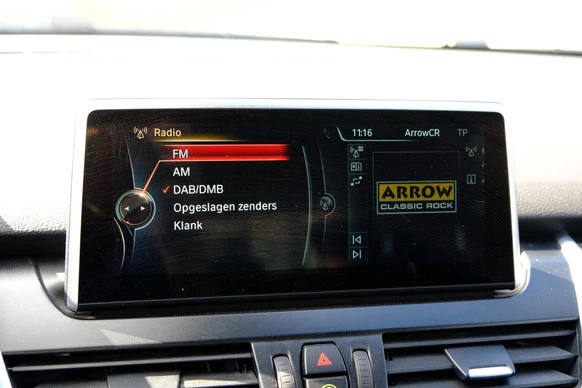 Radio
11:16 ArrowCR TP
FM
AM
DAB/DMB
Opgeslagen zenders
Klank
ARROW
CLASSIC ROCK